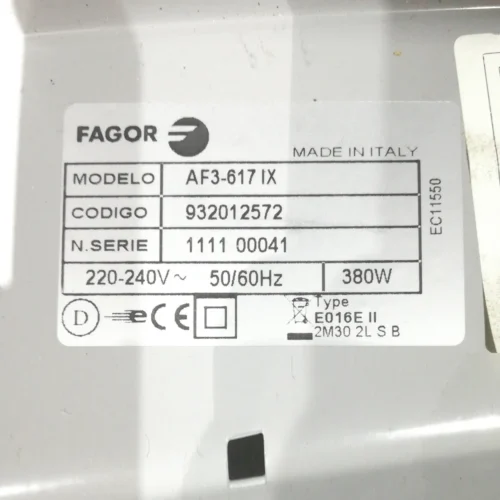 FAGOR
MADE IN ITALY
MODELO AF3-617 IX
CODIGO 932012572
N.SERIE 1111 00041
220-240V~ 50/60Hz 380W
D e CE
Type
E016E II
2M30 2L S B
EC11550